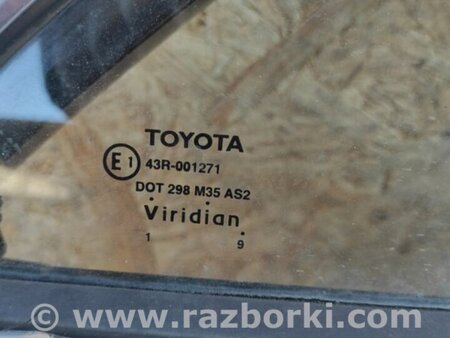 TOYOTA
E1 43R-001271
DOT 298 M35 AS2
Viridian
1 9
© www.razborki.com